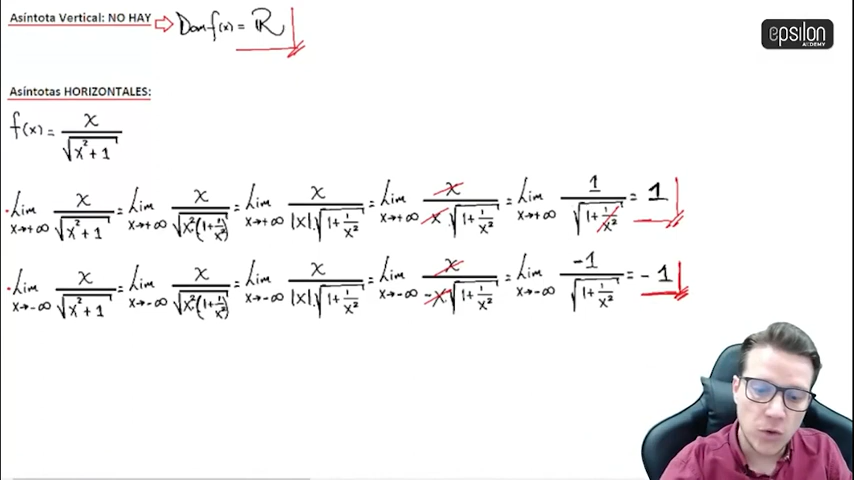 Asíntota Vertical: NO HAY ⇨ Dom f(x) = ℝ
epsilon
ACADEMY
Asíntotas HORIZONTALES:
f(x) = x / √(x² + 1)
Lim x→+∞ x / √(x² + 1) = Lim x→+∞ x / √(x²·(1 + 1/x²)) = Lim x→+∞ x / |x|·√(1 + 1/x²) = Lim x→+∞ x / x·√(1 + 1/x²) = Lim x→+∞ 1 / √(1 + 1/x²) = 1
Lim x→-∞ x / √(x² + 1) = Lim x→-∞ x / √(x²·(1 + 1/x²)) = Lim x→-∞ x / |x|·√(1 + 1/x²) = Lim x→-∞ x / -x√(1 + 1/x²) = Lim x→-∞ -1 / √(1 + 1/x²) = -1